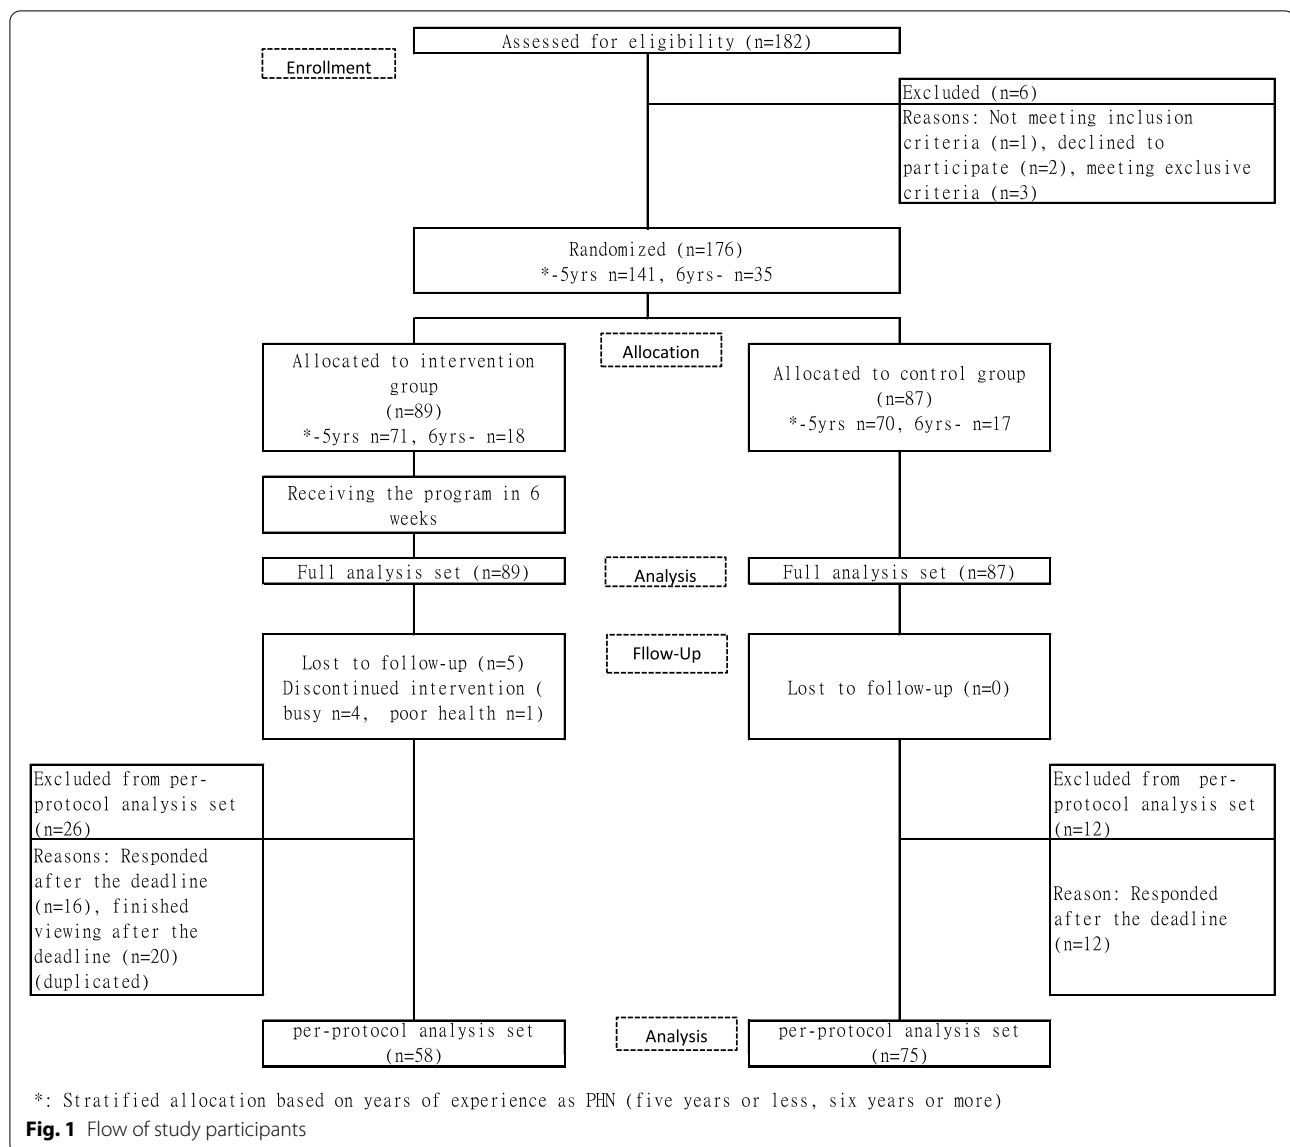 Assessed for eligibility (n=182)
Enrollment
Excluded (n=6)
Reasons: Not meeting inclusion
criteria (n=1), declined to
participate (n=2), meeting exclusive
criteria (n=3)
Randomized (n=176)
*-5yrs n=141, 6yrs- n=35
Allocation
Allocated to intervention
group
(n=89)
*-5yrs n=71, 6yrs- n=18
Allocated to control group
(n=87)
*-5yrs n=70, 6yrs- n=17
Receiving the program in 6
weeks
Full analysis set (n=89)
Analysis
Full analysis set (n=87)
Lost to follow-up (n=5)
Discontinued intervention (
busy n=4, poor health n=1)
Fllow-Up
Lost to follow-up (n=0)
Excluded from per-
protocol analysis set
(n=26)
Reasons: Responded
after the deadline
(n=16), finished
viewing after the
deadline (n=20)
(duplicated)
Excluded from per-
protocol analysis set
(n=12)
Reason: Responded
after the deadline
(n=12)
per-protocol analysis set
(n=58)
Analysis
per-protocol analysis set
(n=75)
*: Stratified allocation based on years of experience as PHN (five years or less, six years or more)
Fig. 1 Flow of study participants